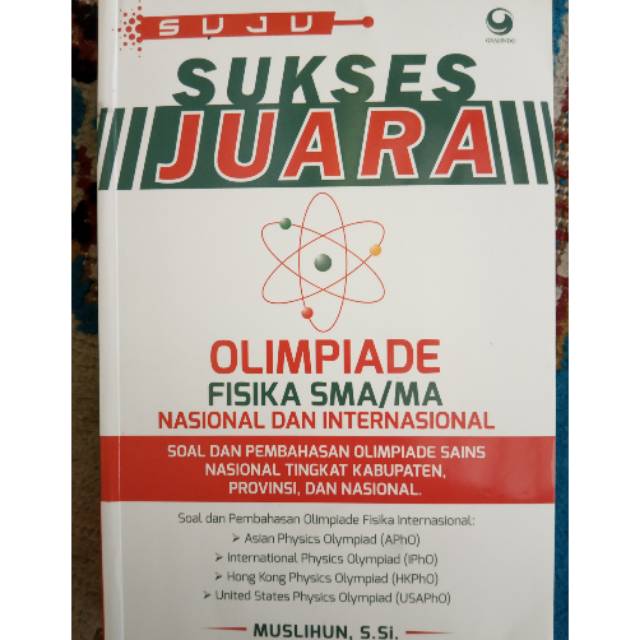 SUJU
GRASINDO
SUKSES
JUARA
OLIMPIADE
FISIKA SMA/MA
NASIONAL DAN INTERNASIONAL
SOAL DAN PEMBAHASAN OLIMPIADE SAINS
NASIONAL TINGKAT KABUPATEN,
PROVINSI, DAN NASIONAL.
Soal dan Pembahasan Olimpiade Fisika Internasional:
➢ Asian Physics Olympiad (APhO)
➢ International Physics Olympiad (IPhO)
➢ Hong Kong Physics Olympiad (HKPhO)
➢ United States Physics Olympiad (USAPhO)
MUSLIHUN, S.Si.